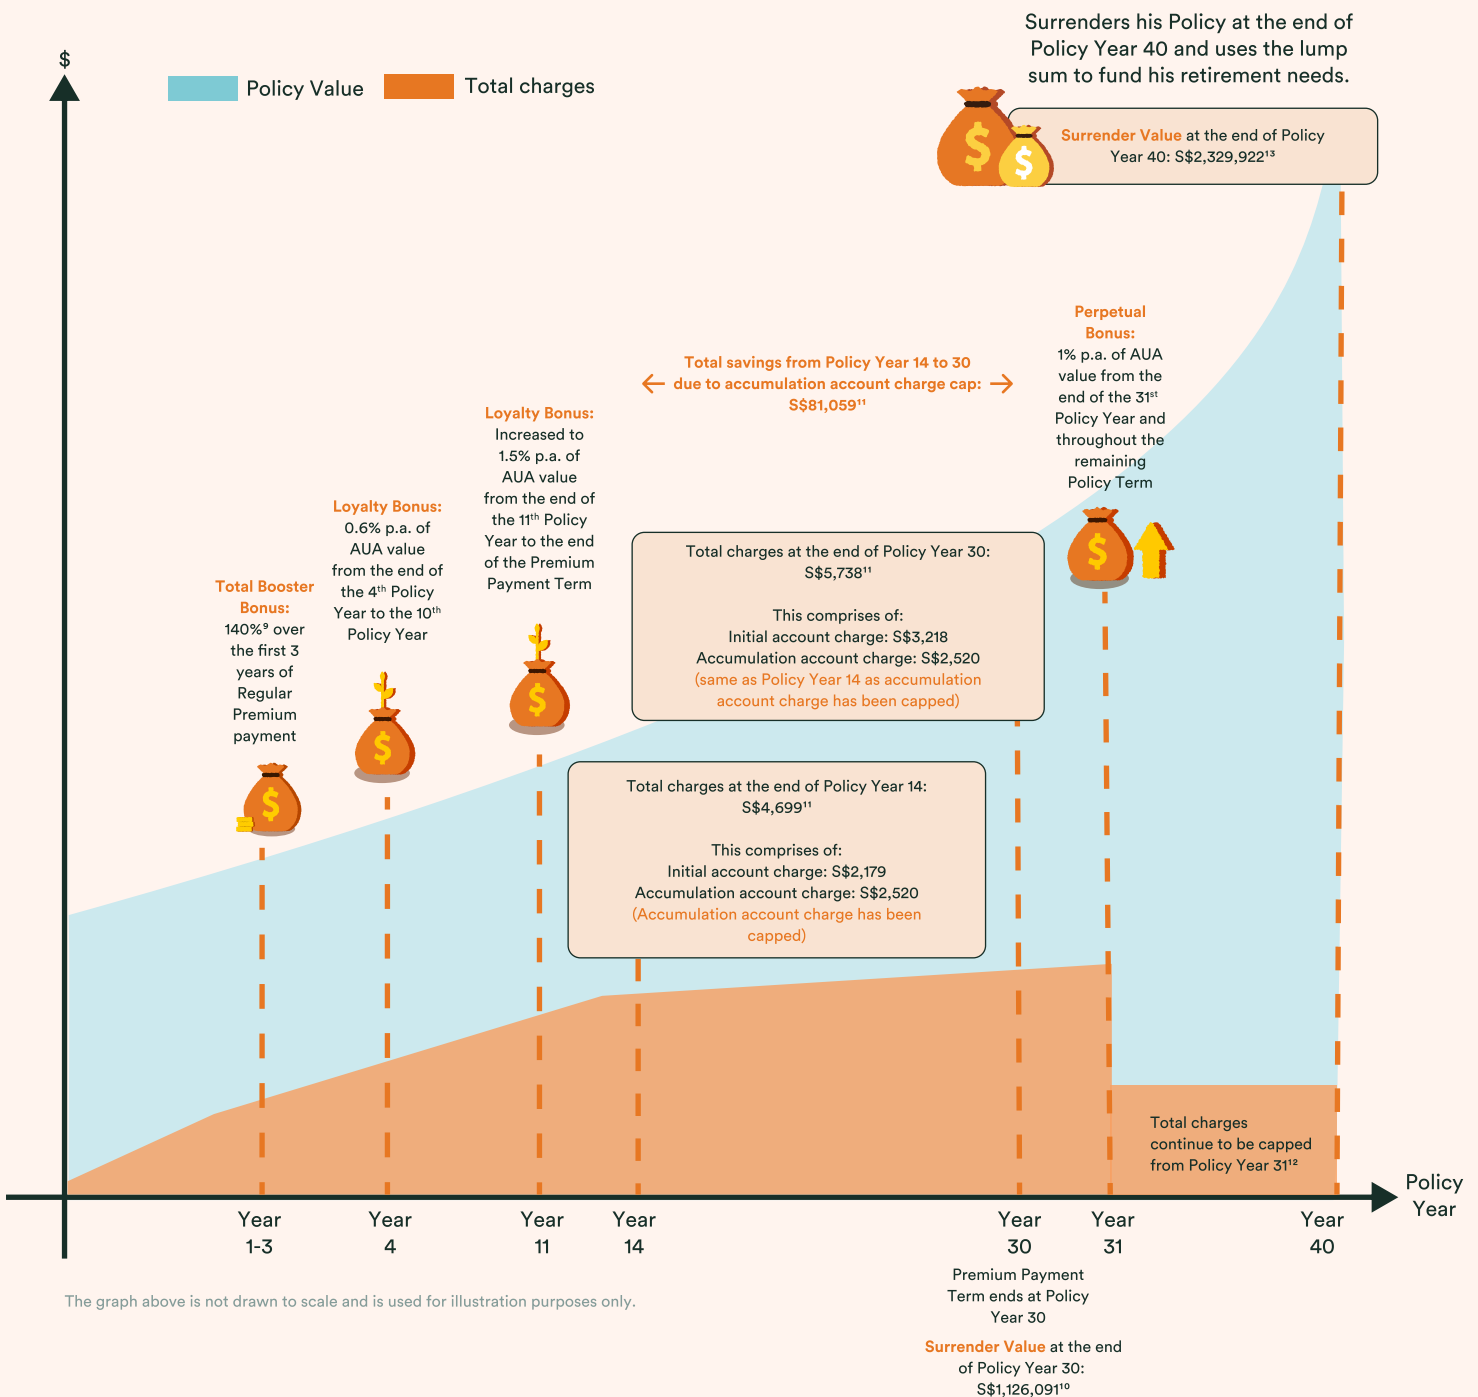 Surrenders his Policy at the end of
Policy Year 40 and uses the lump
sum to fund his retirement needs.
$
Policy Value
Total charges
Surrender Value at the end of Policy
Year 40: S$2,329,922¹³
Perpetual
Bonus:
1% p.a. of AUA
value from the
end of the 31ˢᵗ
Policy Year and
throughout the
remaining
Policy Term
Total savings from Policy Year 14 to 30
due to accumulation account charge cap:
S$81,059¹¹
Loyalty Bonus:
Increased to
1.5% p.a. of
AUA value
from the end of
the 11ᵗʰ Policy
Year to the end
of the Premium
Payment Term
Loyalty Bonus:
0.6% p.a. of
AUA value
from the end of
the 4ᵗʰ Policy
Year to the 10ᵗʰ
Policy Year
Total Booster
Bonus:
140%⁹ over
the first 3
years of
Regular
Premium
payment
Total charges at the end of Policy Year 30:
S$5,738¹¹
This comprises of:
Initial account charge: S$3,218
Accumulation account charge: S$2,520
(same as Policy Year 14 as accumulation
account charge has been capped)
Total charges at the end of Policy Year 14:
S$4,699¹¹
This comprises of:
Initial account charge: S$2,179
Accumulation account charge: S$2,520
(Accumulation account charge has been
capped)
$
$
$
$
$
$
Total charges
continue to be capped
from Policy Year 31¹²
Policy
Year
Year
1-3
Year
4
Year
11
Year
14
Year
30
Year
31
Year
40
Premium Payment
Term ends at Policy
Year 30
Surrender Value at the end
of Policy Year 30:
S$1,126,091¹⁰
The graph above is not drawn to scale and is used for illustration purposes only.